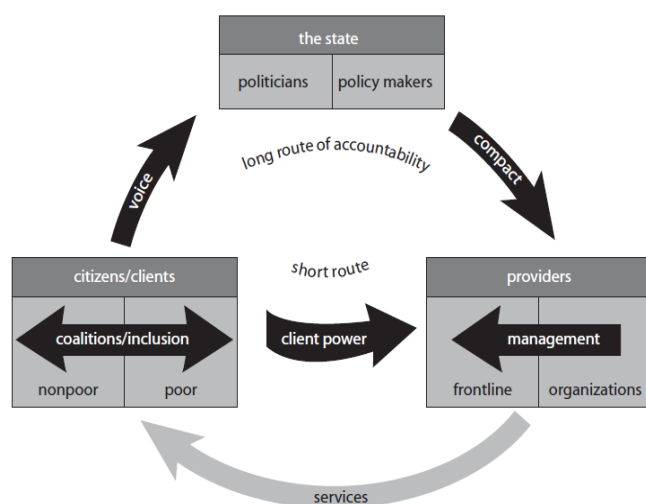 the state
politicians
policy makers
long route of accountability
voice
compact
short route
citizens/clients
providers
coalitions/inclusion
client power
management
nonpoor
poor
frontline
organizations
services